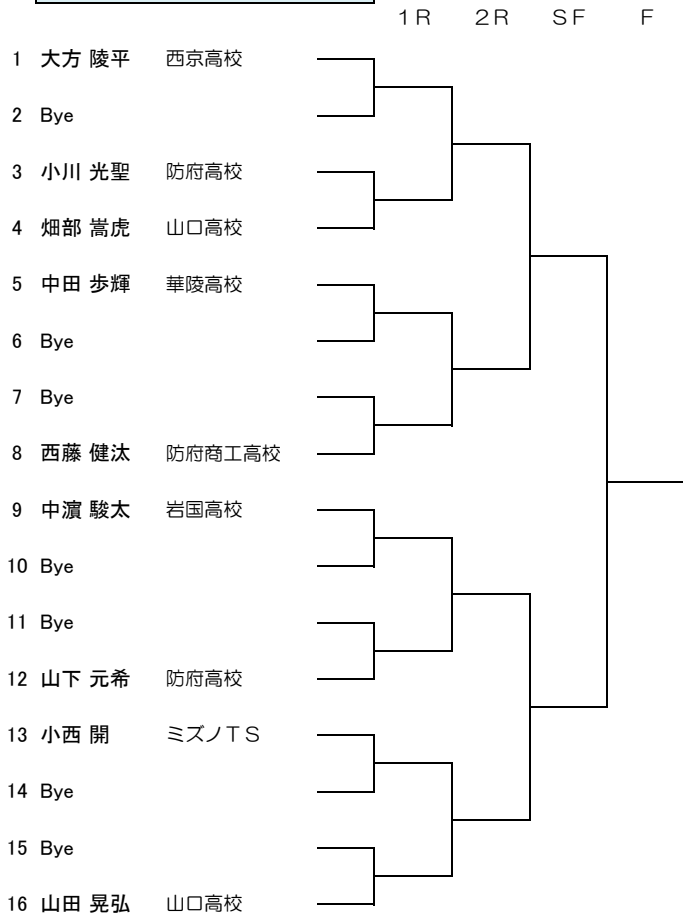 １Ｒ ２Ｒ ＳＦ Ｆ
1 大方 陵平 西京高校
2 Bye
3 小川 光聖 防府高校
4 畑部 嵩虎 山口高校
5 中田 歩輝 華陵高校
6 Bye
7 Bye
8 西藤 健汰 防府商工高校
9 中濵 駿太 岩国高校
10 Bye
11 Bye
12 山下 元希 防府高校
13 小西 開 ミズノＴＳ
14 Bye
15 Bye
16 山田 晃弘 山口高校